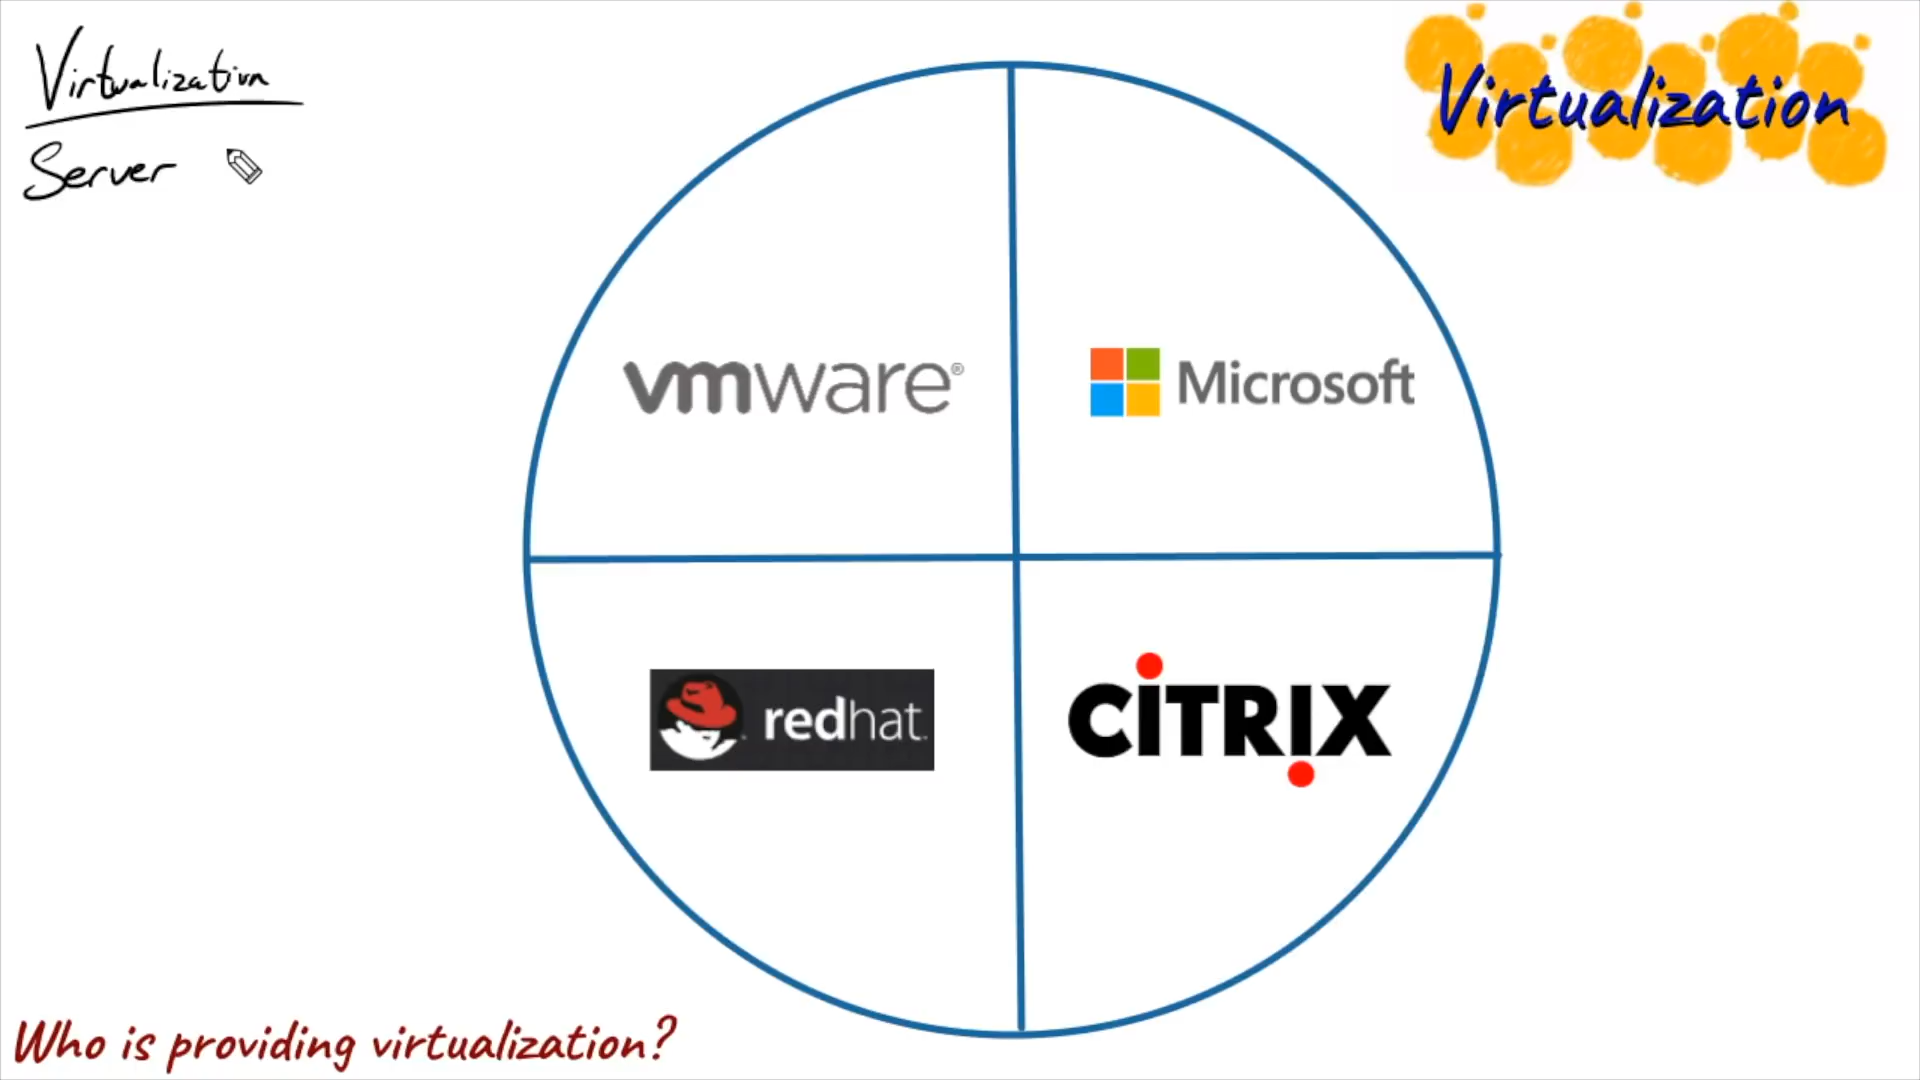 Virtualization
Server
Virtualization
vmware®
Microsoft
redhat.
CiTRIX
Who is providing virtualization?